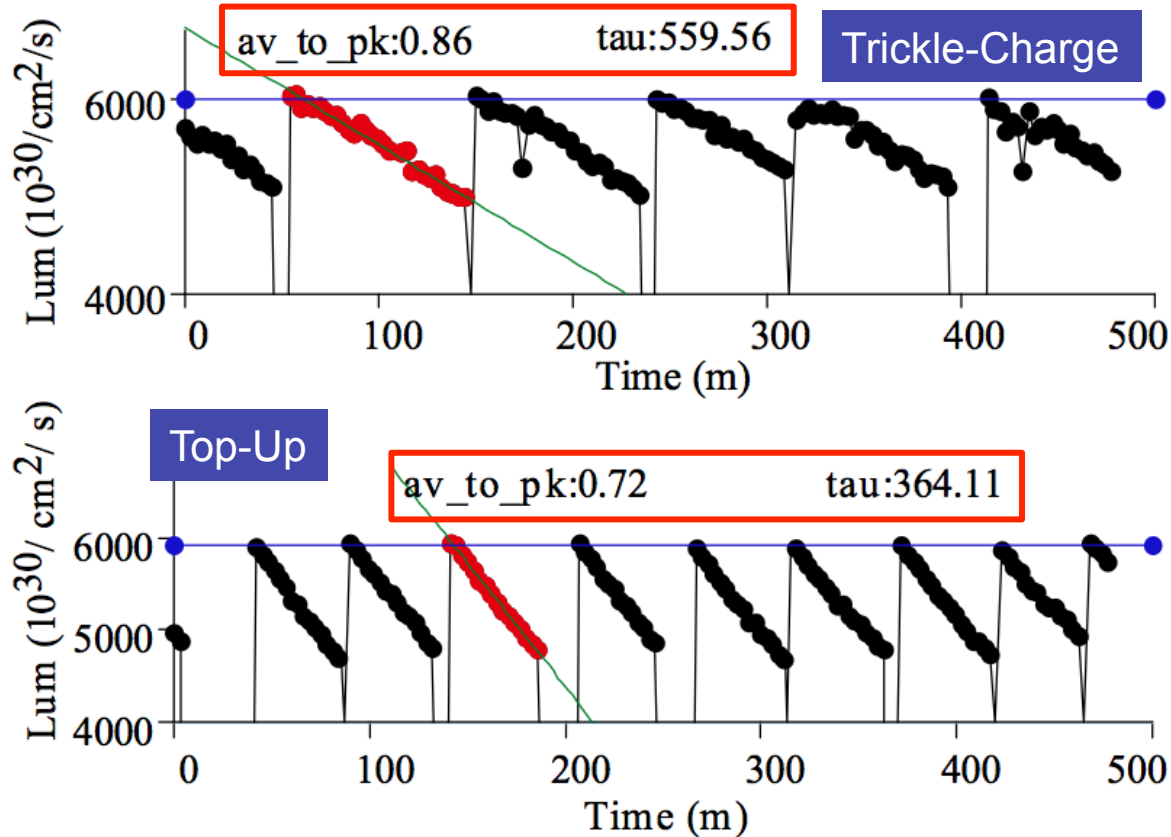 av_to_pk:0.86 tau:559.56
Trickle-Charge
Lum (10^30/cm^2/s)
6000
4000
0 100 200 300 400 500
Time (m)
Top-Up
av_to_pk:0.72 tau:364.11
Lum (10^30/ cm^2/ s)
6000
5000
4000
0 100 200 300 400 500
Time (m)